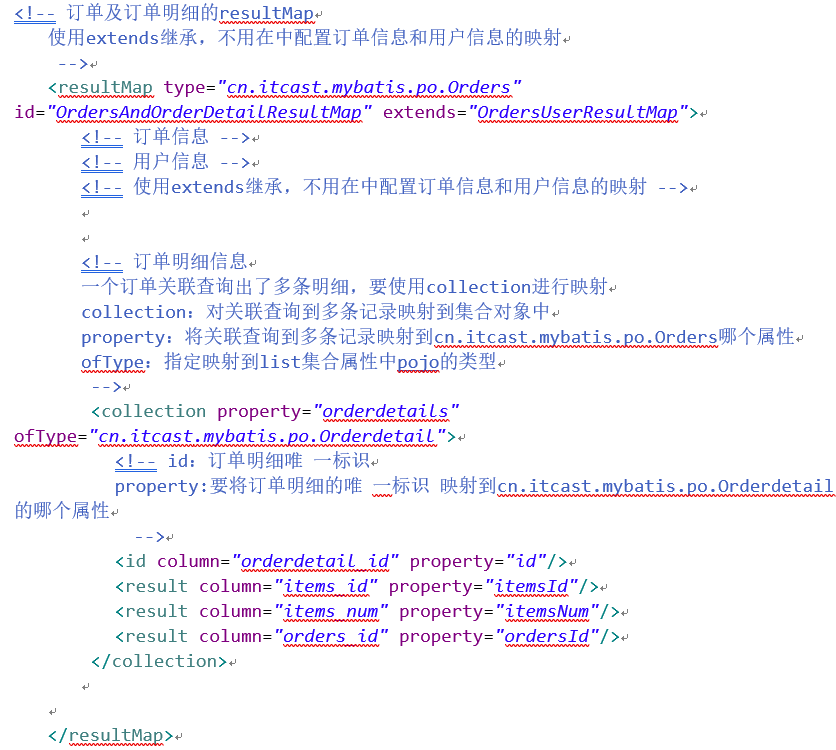 <!-- 订单及订单明细的resultMap
使用extends继承，不用在中配置订单信息和用户信息的映射
-->
<resultMap type="cn.itcast.mybatis.po.Orders"
id="OrdersAndOrderDetailResultMap" extends="OrdersUserResultMap">
<!-- 订单信息 -->
<!-- 用户信息 -->
<!-- 使用extends继承，不用在中配置订单信息和用户信息的映射 -->
<!-- 订单明细信息
一个订单关联查询出了多条明细，要使用collection进行映射
collection：对关联查询到多条记录映射到集合对象中
property：将关联查询到多条记录映射到cn.itcast.mybatis.po.Orders哪个属性
ofType：指定映射到list集合属性中pojo的类型
-->
<collection property="orderdetails"
ofType="cn.itcast.mybatis.po.Orderdetail">
<!-- id：订单明细唯 一标识
property:要将订单明细的唯 一标识 映射到cn.itcast.mybatis.po.Orderdetail
的哪个属性
-->
<id column="orderdetail_id" property="id"/>
<result column="items_id" property="itemsId"/>
<result column="items_num" property="itemsNum"/>
<result column="orders_id" property="ordersId"/>
</collection>
</resultMap>